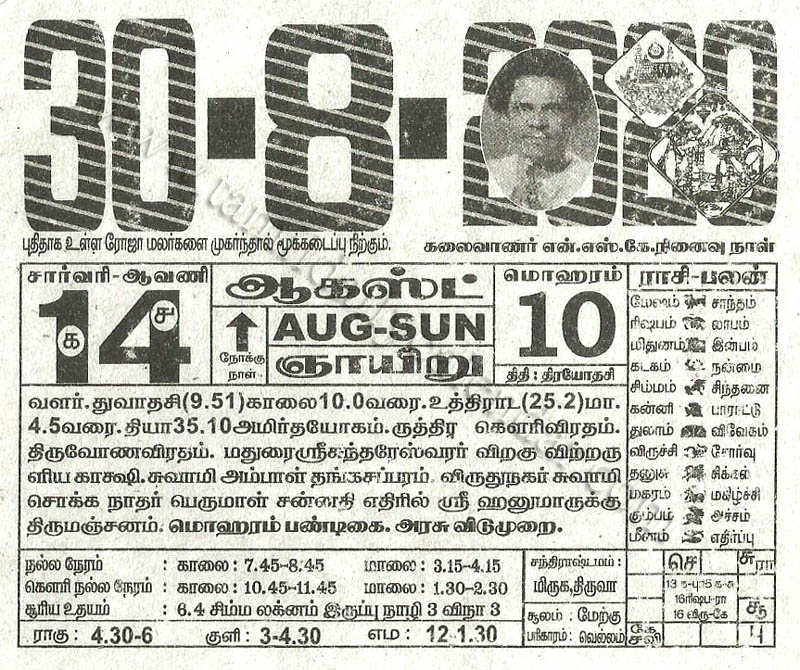 30-8-2020
புதிதாக உள்ள ரோஜா மலர்களை முகர்ந்தால் மூக்கடைப்பு நிற்கும்.
கலைவாணர் என்.எஸ்.கே.நினைவு நாள்
சார்வரி-ஆவணி
14
க ச
ஆகஸ்ட்
நோக்கு நாள்
AUG-SUN
ஞாயிறு
மொஹரம்
10
திதி : திரயோதசி
ராசி-பலன்
மேஷம் சாந்தம்
ரிஷபம் லாபம்
மிதுனம் இன்பம்
கடகம் நன்மை
சிம்மம் சிந்தனை
கன்னி பாராட்டு
துலாம் விவேகம்
விருச்சி சோர்வு
தனுசு சிக்கல்
மகரம் மகிழ்ச்சி
கும்பம் அச்சம்
மீனம் எதிர்ப்பு
வளர்.துவாதசி(9.51)காலை10.0வரை.உத்திராட(25.2)மா.
4.5வரை.தியா35.10அமிர்தயோகம்.ருத்திர கௌரிவிரதம்.
திருவோணவிரதம். மதுரைஸ்ரீசுந்தரேஸ்வரர் விறகு விற்றரு
ளிய காக்ஷி.சுவாமி அம்பாள் தங்கசப்பரம். விருதுநகர் சுவாமி
சொக்க நாதர் பெருமாள் சன்னதி எதிரில் ஸ்ரீ ஹனுமாருக்கு
திருமஞ்சனம். மொஹரம் பண்டிகை. அரசு விடுமுறை.
நல்ல நேரம் : காலை: 7.45-8.45 மாலை: 3.15-4.15
கௌரி நல்ல நேரம் : காலை: 10.45-11.45 மாலை: 1.30-2.30
சூரிய உதயம் : 6.4 சிம்ம லக்னம் இருப்பு நாழி 3 விநா 3
ராகு : 4.30-6 குளி : 3-4.30 எம : 12-1.30
சந்திராஷ்டமம் :
மிருக,திருவா
சூலம் : மேற்கு
பரிகாரம் : வெல்லம்
செ சு ரா
16ரிஷப-ரா
16 விரு-கே
சூ
கே சனி
பு